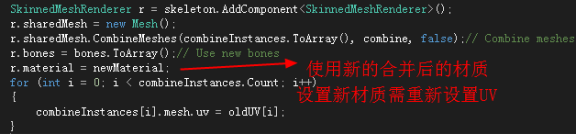 SkinnedMeshRenderer r = skeleton.AddComponent<SkinnedMeshRenderer>();
r.sharedMesh = new Mesh();
r.sharedMesh.CombineMeshes(combineInstances.ToArray(), combine, false);// Combine meshes
r.bones = bones.ToArray();// Use new bones
r.material = newMaterial;
使用新的合并后的材质
for (int i = 0; i < combineInstances.Count; i++)
设置新材质需重新设置UV
{
combineInstances[i].mesh.uv = oldUV[i];
}